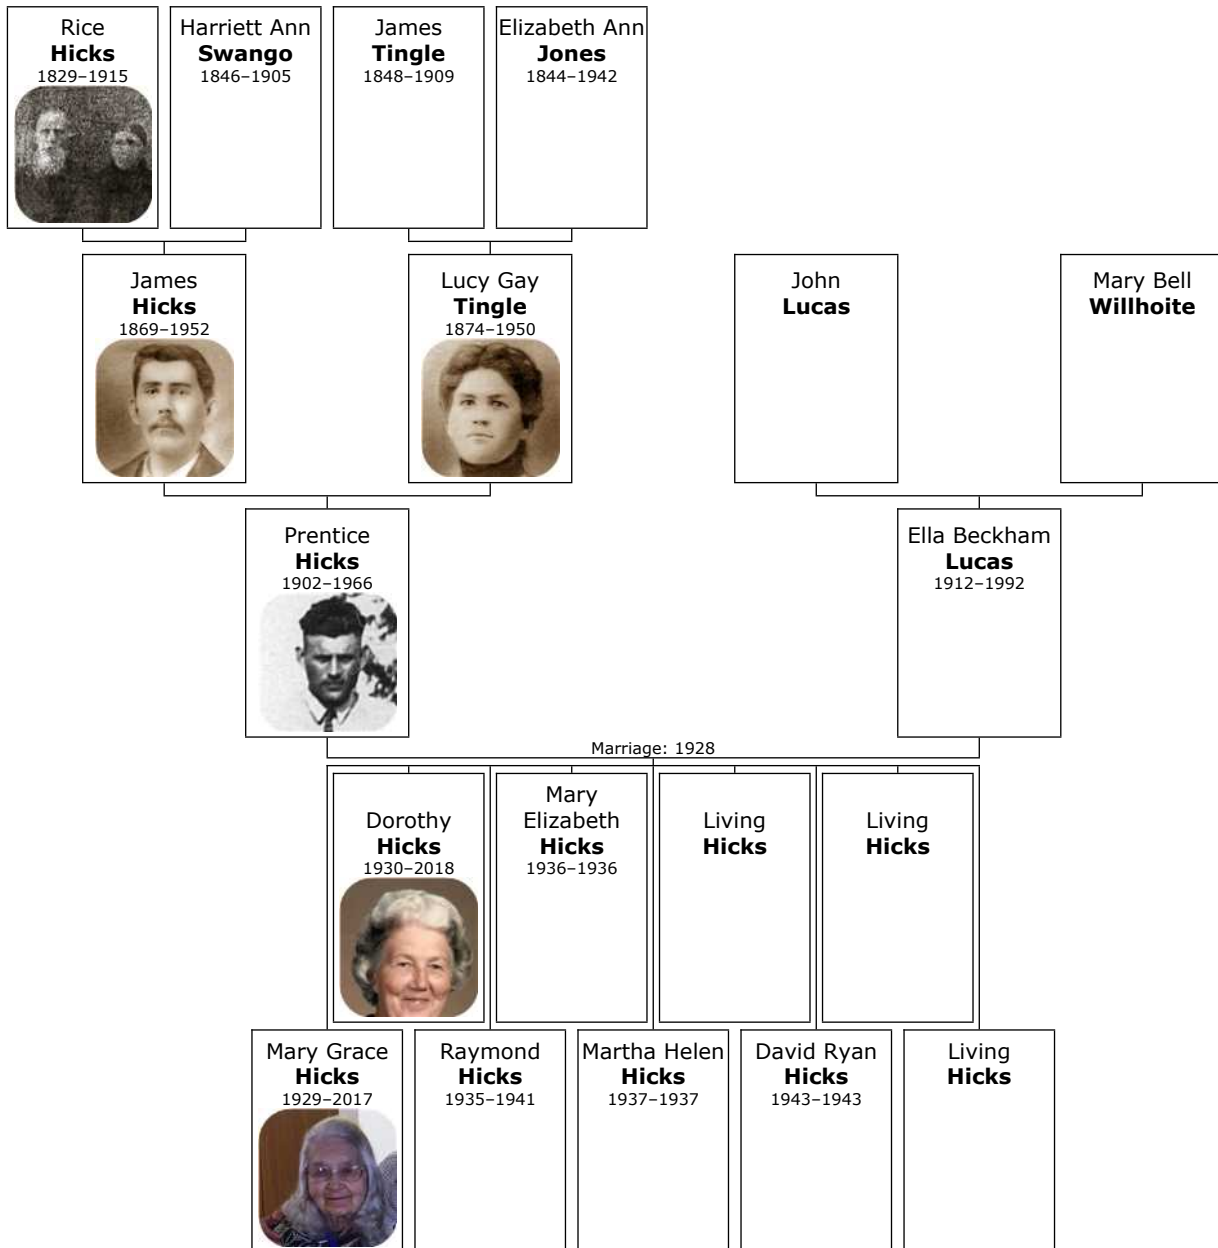 Rice
Hicks
1829–1915
Harriett Ann
Swango
1846–1905
James
Tingle
1848–1909
Elizabeth Ann
Jones
1844–1942
James
Hicks
1869–1952
Lucy Gay
Tingle
1874–1950
John
Lucas
Mary Bell
Willhoite
Prentice
Hicks
1902–1966
Ella Beckham
Lucas
1912–1992
Marriage: 1928
Dorothy
Hicks
1930–2018
Mary
Elizabeth
Hicks
1936–1936
Living
Hicks
Living
Hicks
Mary Grace
Hicks
1929–2017
Raymond
Hicks
1935–1941
Martha Helen
Hicks
1937–1937
David Ryan
Hicks
1943–1943
Living
Hicks